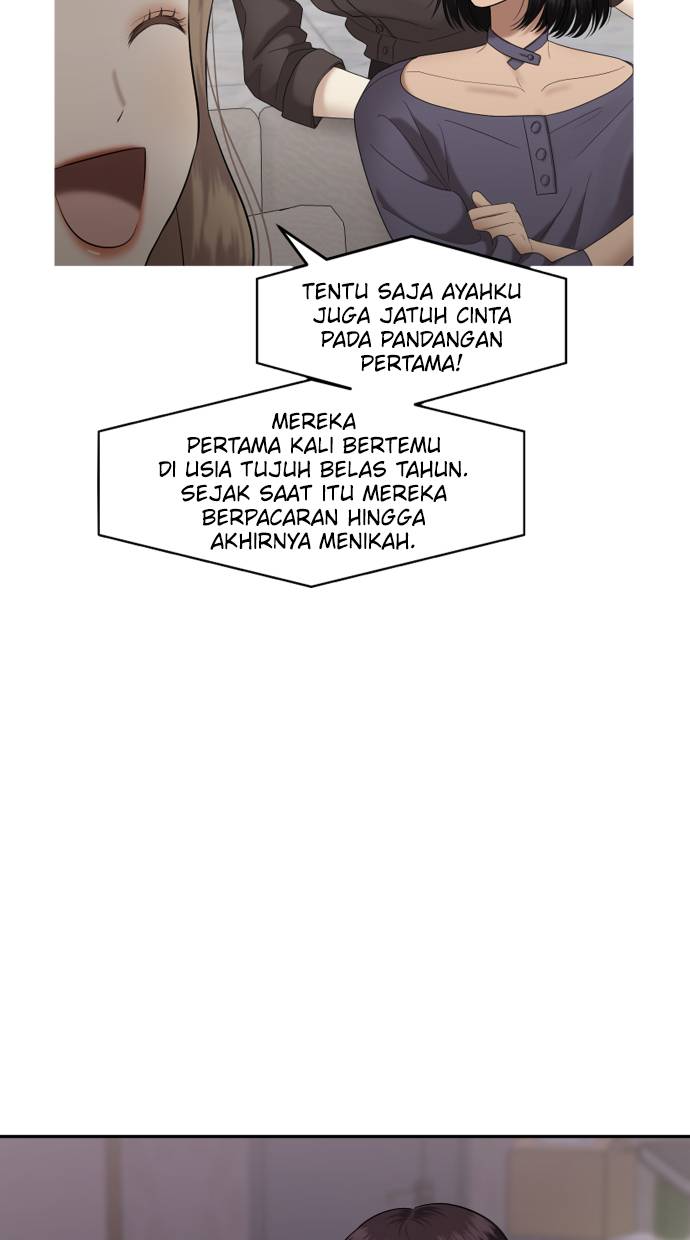 TENTU SAJA AYAHKU
JUGA JATUH CINTA
PADA PANDANGAN
PERTAMA!
MEREKA
PERTAMA KALI BERTEMU
DI USIA TUJUH BELAS TAHUN.
SEJAK SAAT ITU MEREKA
BERPACARAN HINGGA
AKHIRNYA MENIKAH.